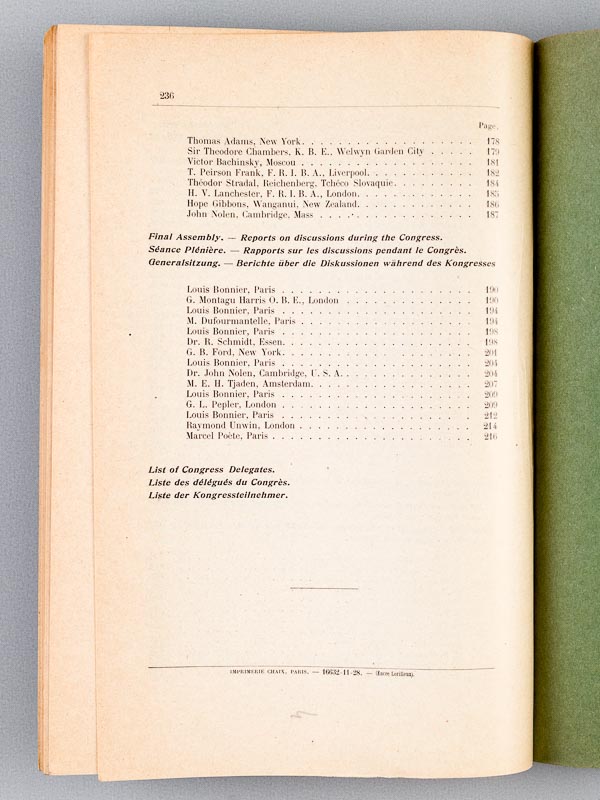 236
Page.
Thomas Adams, New York. . . . . . . . . . . . . . . . . . 178
Sir Theodore Chambers, K. B. E., Welwyn Garden City . . . . . 179
Victor Bachinsky, Moscou . . . . . . . . . . . . . . . . . 181
T. Peirson Frank, F. R. I. B. A., Liverpool. . . . . . . . . . . 182
Théodor Stradal, Reichenberg, Tchéco Slovaquie. . . . . . . . 184
H. V. Lanchester, F. R. I. B. A., London. . . . . . . . . . . . 185
Hope Gibbons, Wanganui, New Zealand. . . . . . . . . . . . 186
John Nolen, Cambridge, Mass . . . . . . . . . . . . . . . 187
Final Assembly. — Reports on discussions during the Congress.
Séance Plénière. — Rapports sur les discussions pendant le Congrès.
Generalsitzung. — Berichte über die Diskussionen während des Kongresses
Louis Bonnier, Paris . . . . . . . . . . . . . . . . . . . 190
G. Montagu Harris O. B. E., London . . . . . . . . . . . . . 190
Louis Bonnier, Paris . . . . . . . . . . . . . . . . . . . 194
M. Dufourmantelle, Paris . . . . . . . . . . . . . . . . . 194
Louis Bonnier, Paris . . . . . . . . . . . . . . . . . . . 198
Dr. R. Schmidt, Essen. . . . . . . . . . . . . . . . . . . 198
G. B. Ford, New York. . . . . . . . . . . . . . . . . . . 201
Louis Bonnier, Paris . . . . . . . . . . . . . . . . . . . 204
Dr. John Nolen, Cambridge, U. S. A. . . . . . . . . . . . . . 204
M. E. H. Tjaden, Amsterdam. . . . . . . . . . . . . . . . 207
Louis Bonnier, Paris . . . . . . . . . . . . . . . . . . . 209
G. L. Pepler, London . . . . . . . . . . . . . . . . . . . 209
Louis Bonnier, Paris . . . . . . . . . . . . . . . . . . . 212
Raymond Unwin, London . . . . . . . . . . . . . . . . . 214
Marcel Poëte, Paris . . . . . . . . . . . . . . . . . . . . 216
List of Congress Delegates.
Liste des délégués du Congrès.
Liste der Kongressteilnehmer.
IMPRIMERIE CHAIX, PARIS. — 16632-11-28. — (Encre Lorilleux).